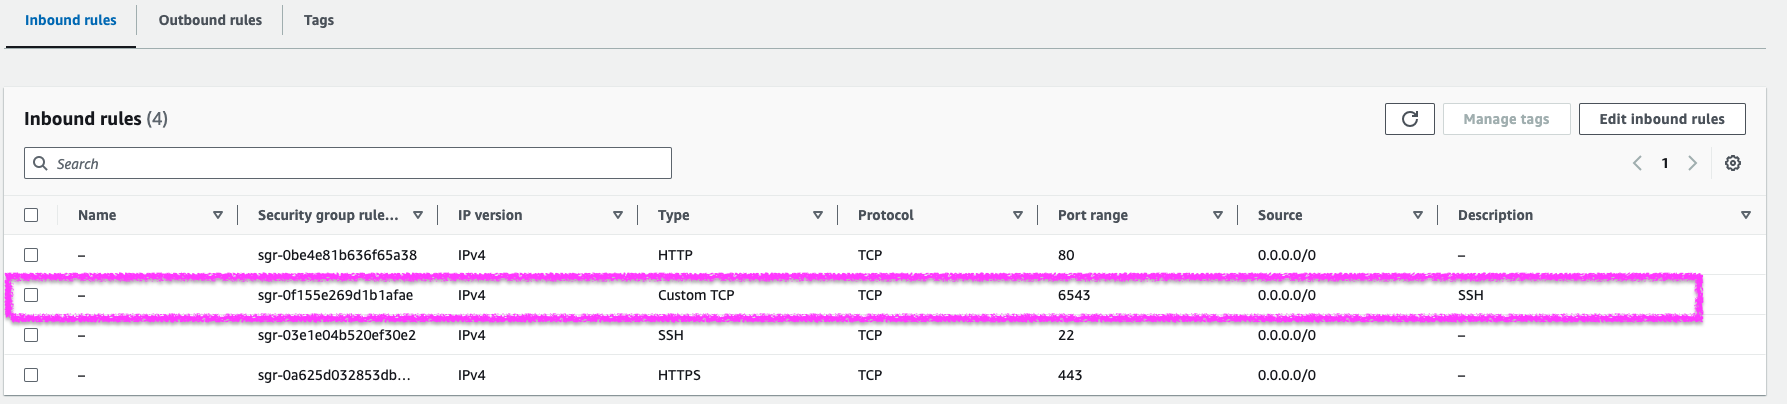 Inbound rules Outbound rules Tags
Inbound rules (4) Manage tags Edit inbound rules
Search 1
Name Security group rule... IP version Type Protocol Port range Source Description
– sgr-0be4e81b636f65a38 IPv4 HTTP TCP 80 0.0.0.0/0 –
– sgr-0f155e269d1b1afae IPv4 Custom TCP TCP 6543 0.0.0.0/0 SSH
– sgr-03e1e04b520ef30e2 IPv4 SSH TCP 22 0.0.0.0/0 –
– sgr-0a625d032853db... IPv4 HTTPS TCP 443 0.0.0.0/0 –